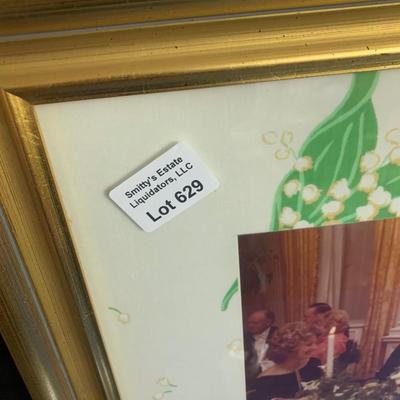 Smitty's Estate
Liquidators, LLC
Lot 629